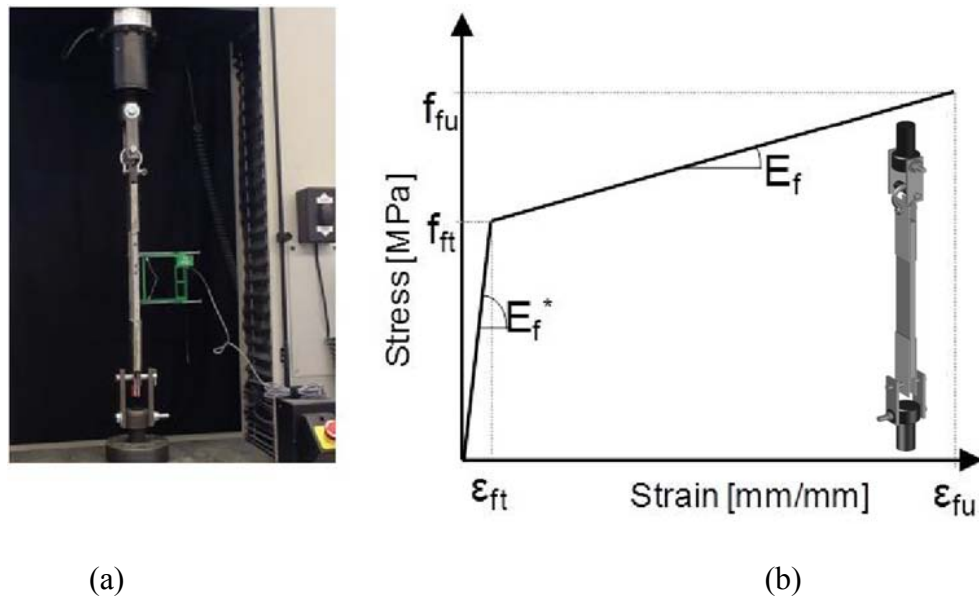 Stress [MPa]
f_fu
f_ft
E_f
E_f*
ε_ft
Strain [mm/mm]
ε_fu
(a)
(b)